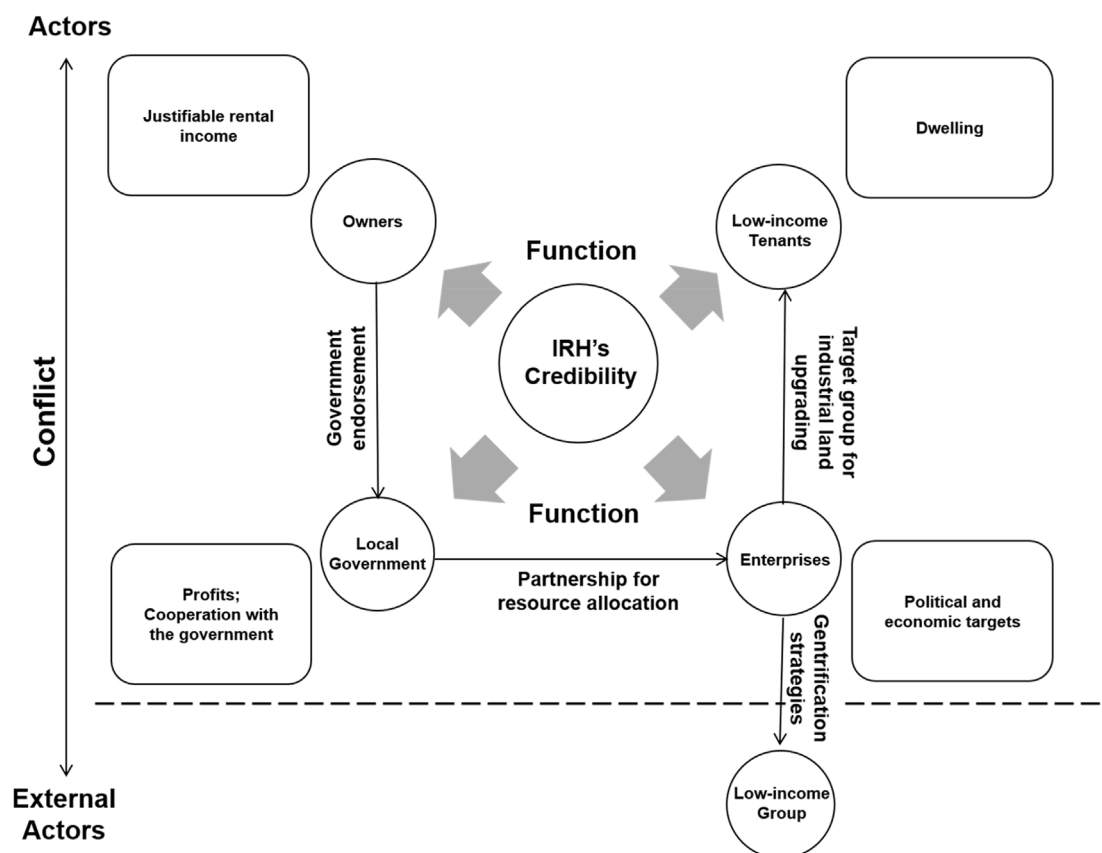 Actors
Justifiable rental
income
Dwelling
Owners
Low-income
Tenants
Function
IRH's
Credibility
Government
endorsement
Target group for
industrial land
upgrading
Conflict
Function
Local
Government
Enterprises
Partnership for
resource allocation
Profits;
Cooperation with
the government
Political and
economic targets
Gentrification
strategies
External
Actors
Low-income
Group